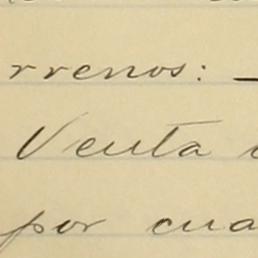 rrenos: —
Venta
por cua